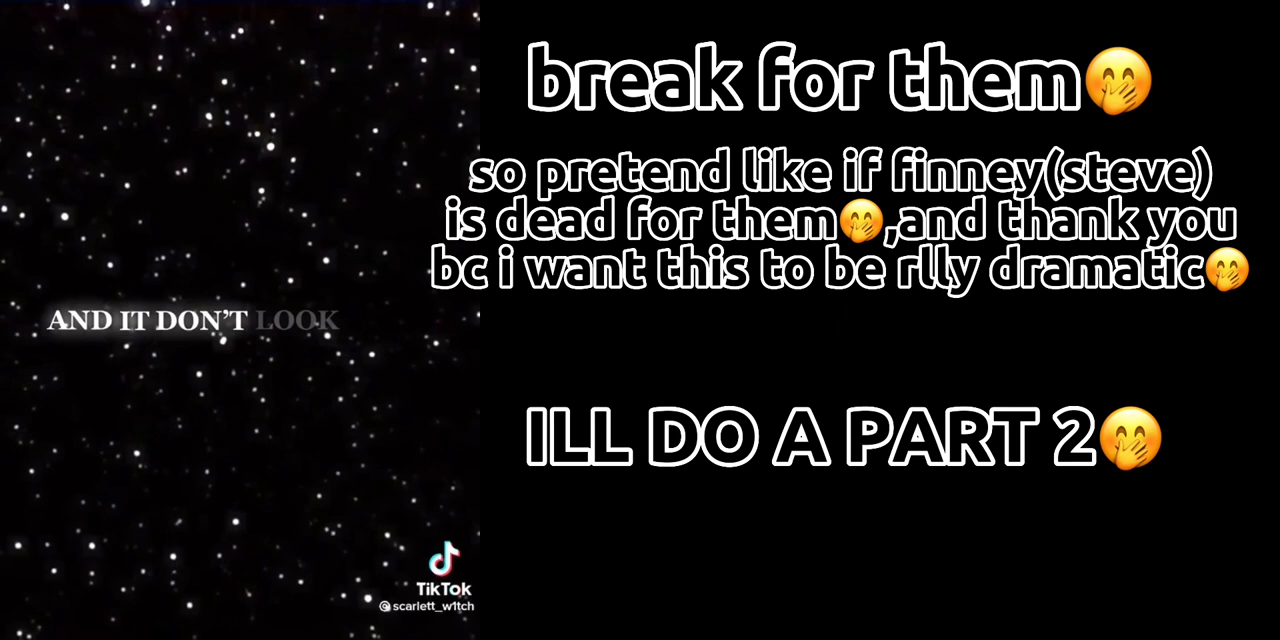 break for them🤭
so pretend like if finney(steve)
is dead for them🤭,and thank you
bc i want this to be rlly dramatic🤭
AND IT DON'T LOOK
ILL DO A PART 2🤭
TikTok
@scarlett_w1tch